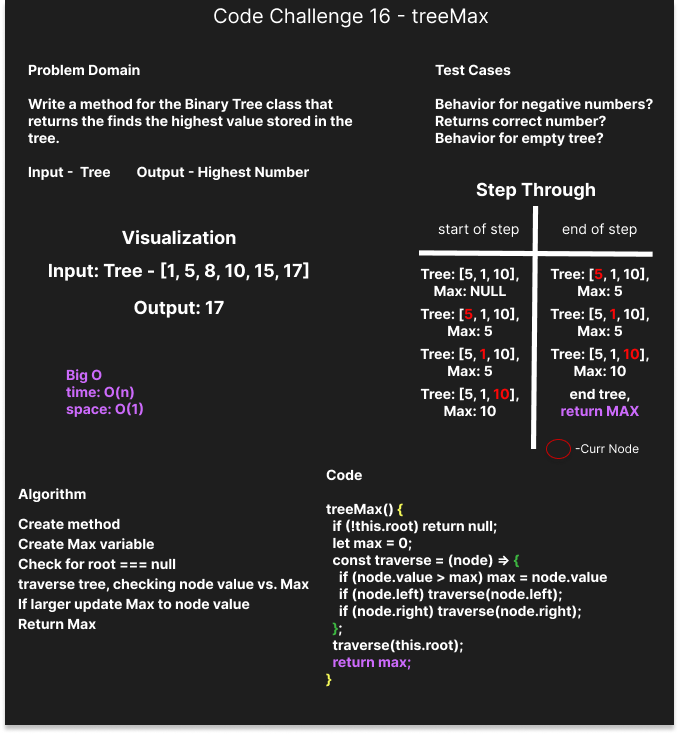 Code Challenge 16 - treeMax
Problem Domain
Write a method for the Binary Tree class that
returns the finds the highest value stored in the
tree.
Input - Tree Output - Highest Number
Test Cases
Behavior for negative numbers?
Returns correct number?
Behavior for empty tree?
Visualization
Input: Tree - [1, 5, 8, 10, 15, 17]
Output: 17
Big O
time: O(n)
space: O(1)
Step Through
start of step end of step
Tree: [5, 1, 10], Tree: [5, 1, 10],
Max: NULL Max: 5
Tree: [5, 1, 10], Tree: [5, 1, 10],
Max: 5 Max: 5
Tree: [5, 1, 10], Tree: [5, 1, 10],
Max: 5 Max: 10
Tree: [5, 1, 10], end tree,
Max: 10 return MAX
-Curr Node
Algorithm
Create method
Create Max variable
Check for root === null
traverse tree, checking node value vs. Max
If larger update Max to node value
Return Max
Code
treeMax() {
if (!this.root) return null;
let max = 0;
const traverse = (node) => {
if (node.value > max) max = node.value
if (node.left) traverse(node.left);
if (node.right) traverse(node.right);
};
traverse(this.root);
return max;
}